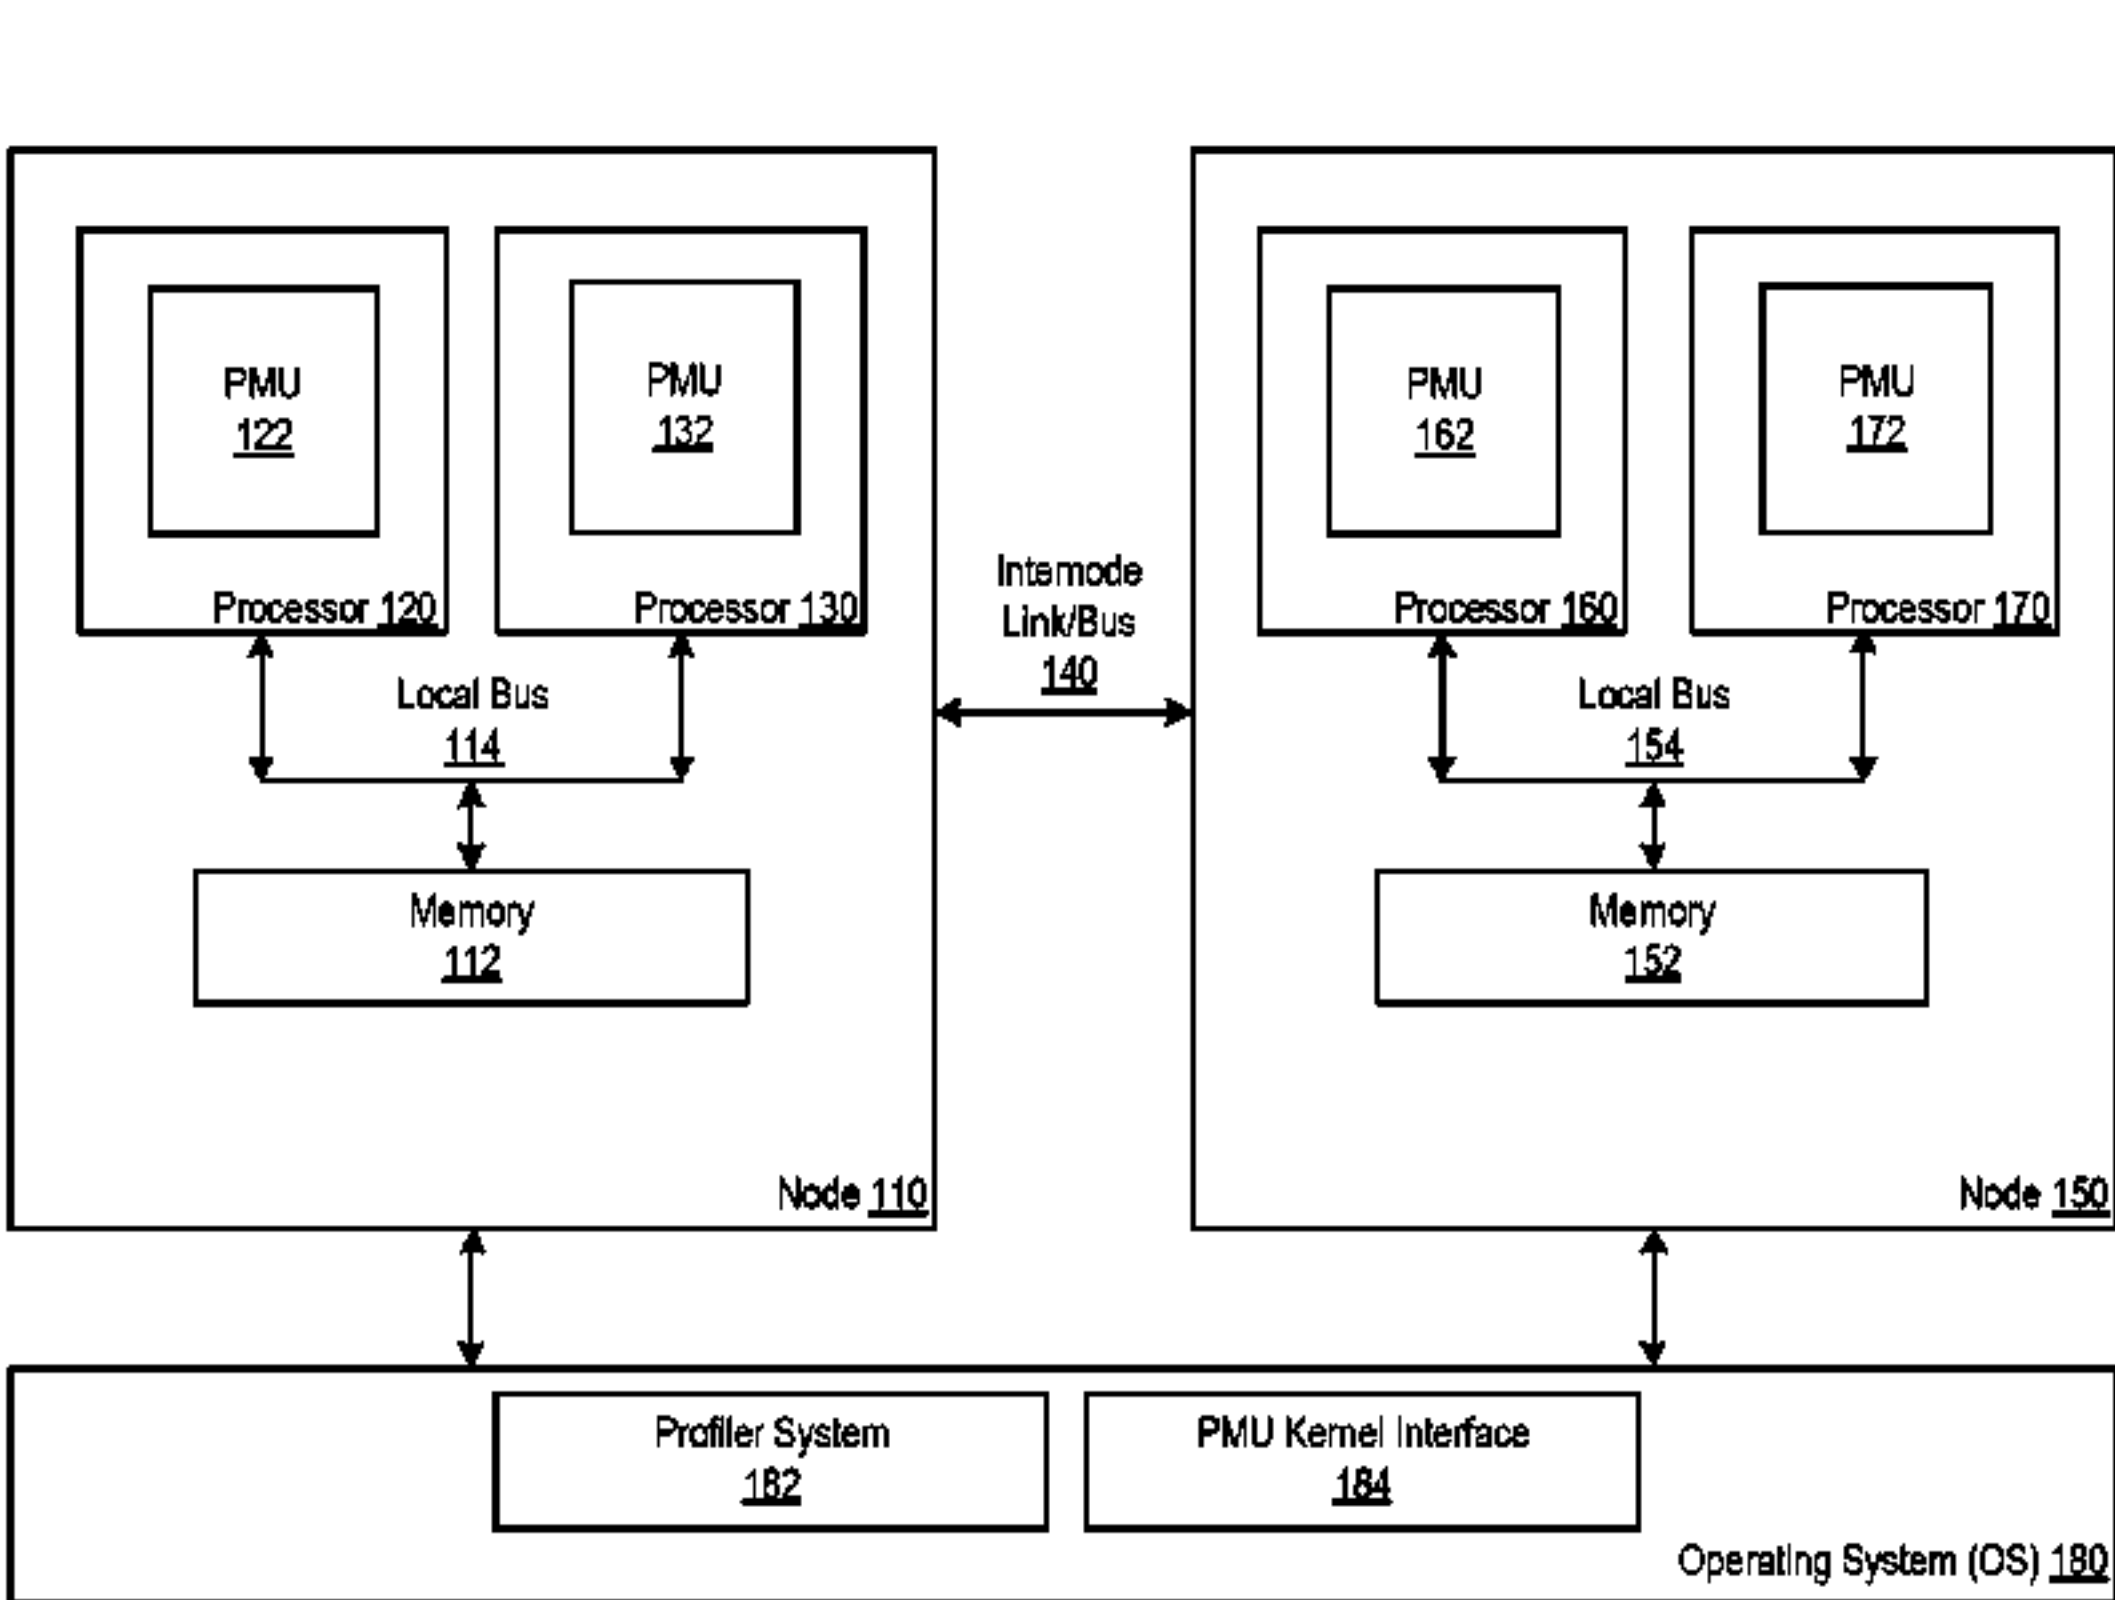 PMU
122
Processor 120
PMU
132
Processor 130
Local Bus
114
Memory
112
Node 110
Internode
Link/Bus
140
PMU
162
Processor 160
PMU
172
Processor 170
Local Bus
154
Memory
152
Node 150
Profiler System
182
PMU Kernel Interface
184
Operating System (OS) 180